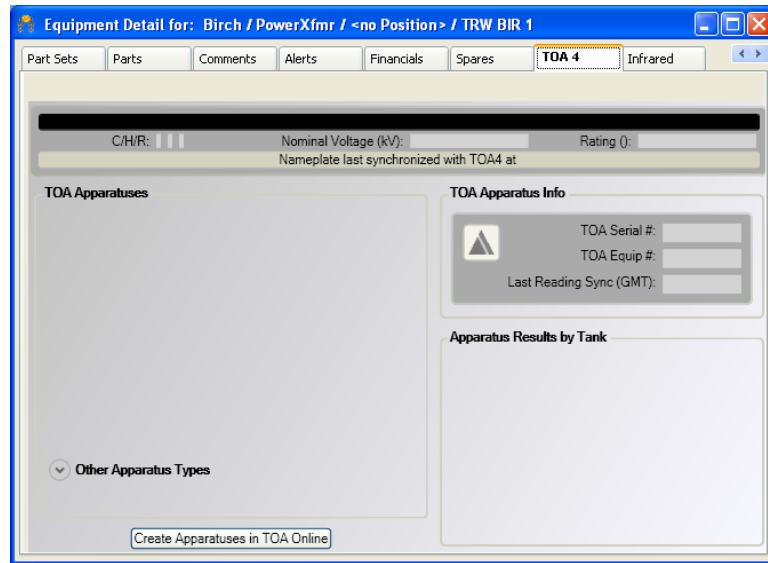 Equipment Detail for: Birch / PowerXfmr / <no Position> / TRW BIR 1
Part Sets Parts Comments Alerts Financials Spares TOA 4 Infrared
C/H/R: Nominal Voltage (kV): Rating ():
Nameplate last synchronized with TOA4 at
TOA Apparatuses
TOA Apparatus Info
TOA Serial #:
TOA Equip #:
Last Reading Sync (GMT):
Apparatus Results by Tank
Other Apparatus Types
Create Apparatuses in TOA Online